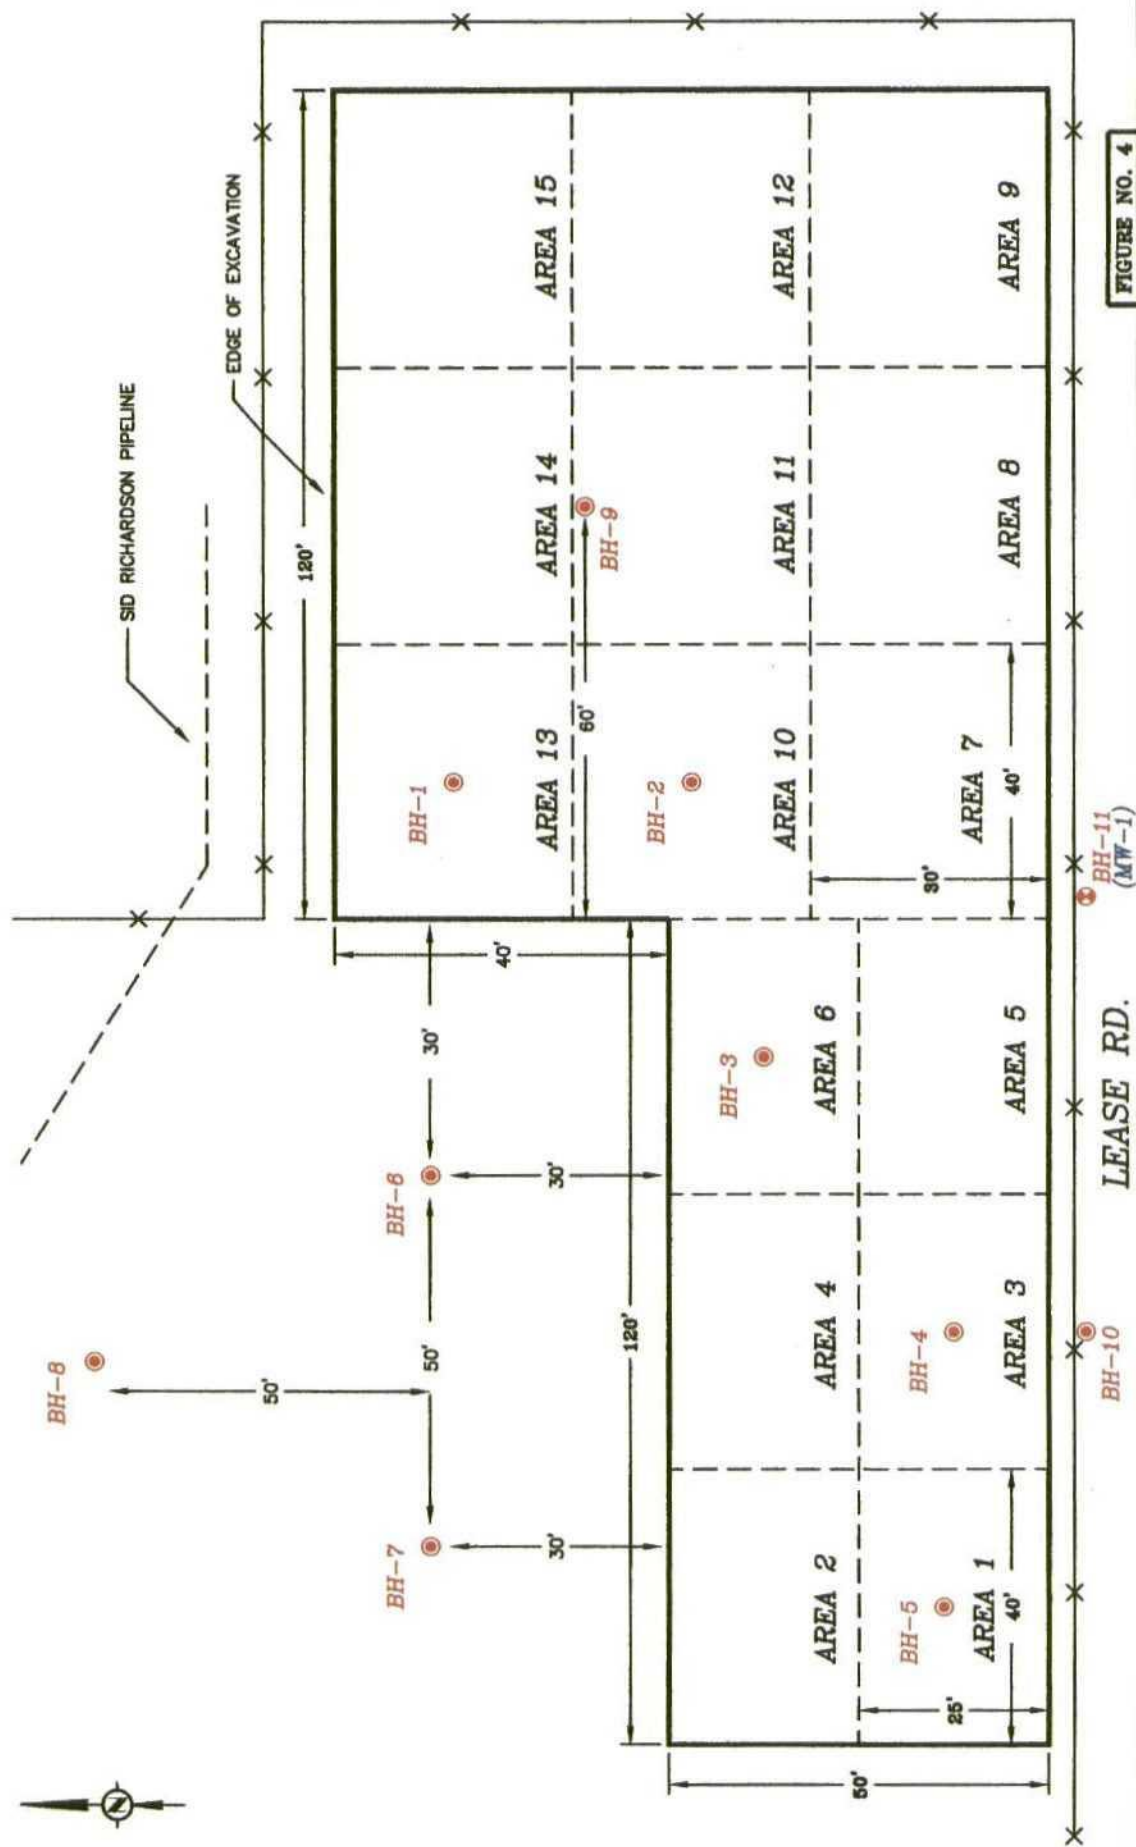 N
SID RICHARDSON PIPELINE
EDGE OF EXCAVATION
120'
BH-8
50'
BH-7
BH-6
50'
30'
40'
30'
30'
BH-1
AREA 13
AREA 14
AREA 15
60'
BH-9
BH-2
AREA 10
AREA 11
AREA 12
120'
50'
AREA 2
AREA 4
BH-3
AREA 6
30'
AREA 7
40'
AREA 8
AREA 9
25'
BH-5
AREA 1
40'
BH-4
AREA 3
AREA 5
BH-10
LEASE RD.
BH-11
(MW-1)
FIGURE NO. 4